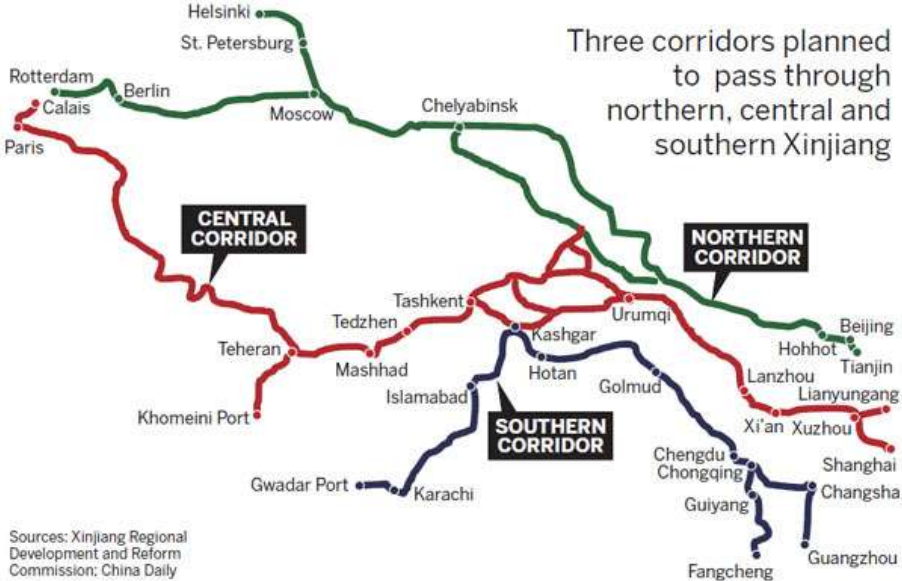 Three corridors planned
to pass through
northern, central and
southern Xinjiang
Helsinki
St. Petersburg
Rotterdam
Calais
Berlin
Moscow
Chelyabinsk
Paris
CENTRAL
CORRIDOR
NORTHERN
CORRIDOR
Tashkent
Urumqi
Tedzhen
Kashgar
Beijing
Hohhot
Tianjin
Teheran
Mashhad
Hotan
Golmud
Lanzhou
Islamabad
Lianyungang
Khomeini Port
SOUTHERN
CORRIDOR
Xi'an
Xuzhou
Chengdu
Chongqing
Shanghai
Gwadar Port
Karachi
Changsha
Guiyang
Guangzhou
Fangcheng
Sources: Xinjiang Regional
Development and Reform
Commission; China Daily